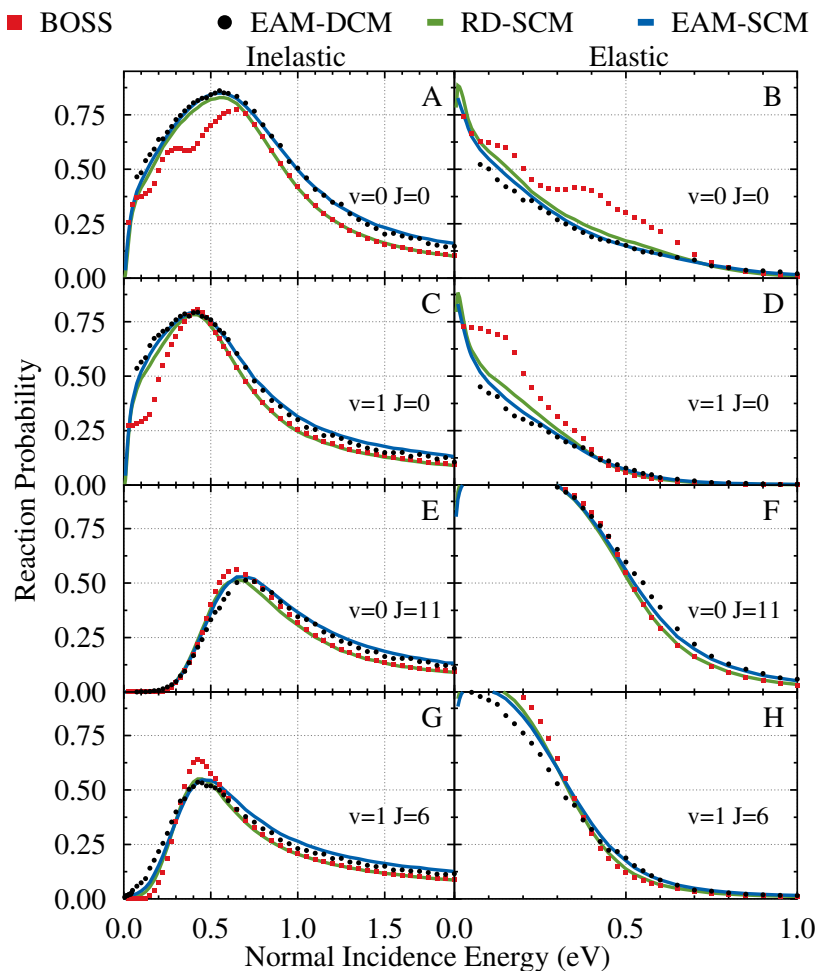 BOSS EAM-DCM RD-SCM EAM-SCM
Inelastic Elastic
A B
0.75
0.50
v=0 J=0 v=0 J=0
0.25
0.00
C D
0.75
0.50
v=1 J=0 v=1 J=0
0.25
0.00
E F
0.75
0.50
v=0 J=11 v=0 J=11
0.25
0.00
G H
0.75
0.50
v=1 J=6 v=1 J=6
0.25
0.00
0.0 0.5 1.0 1.5 0.0 0.5 1.0
Reaction Probability
Normal Incidence Energy (eV)